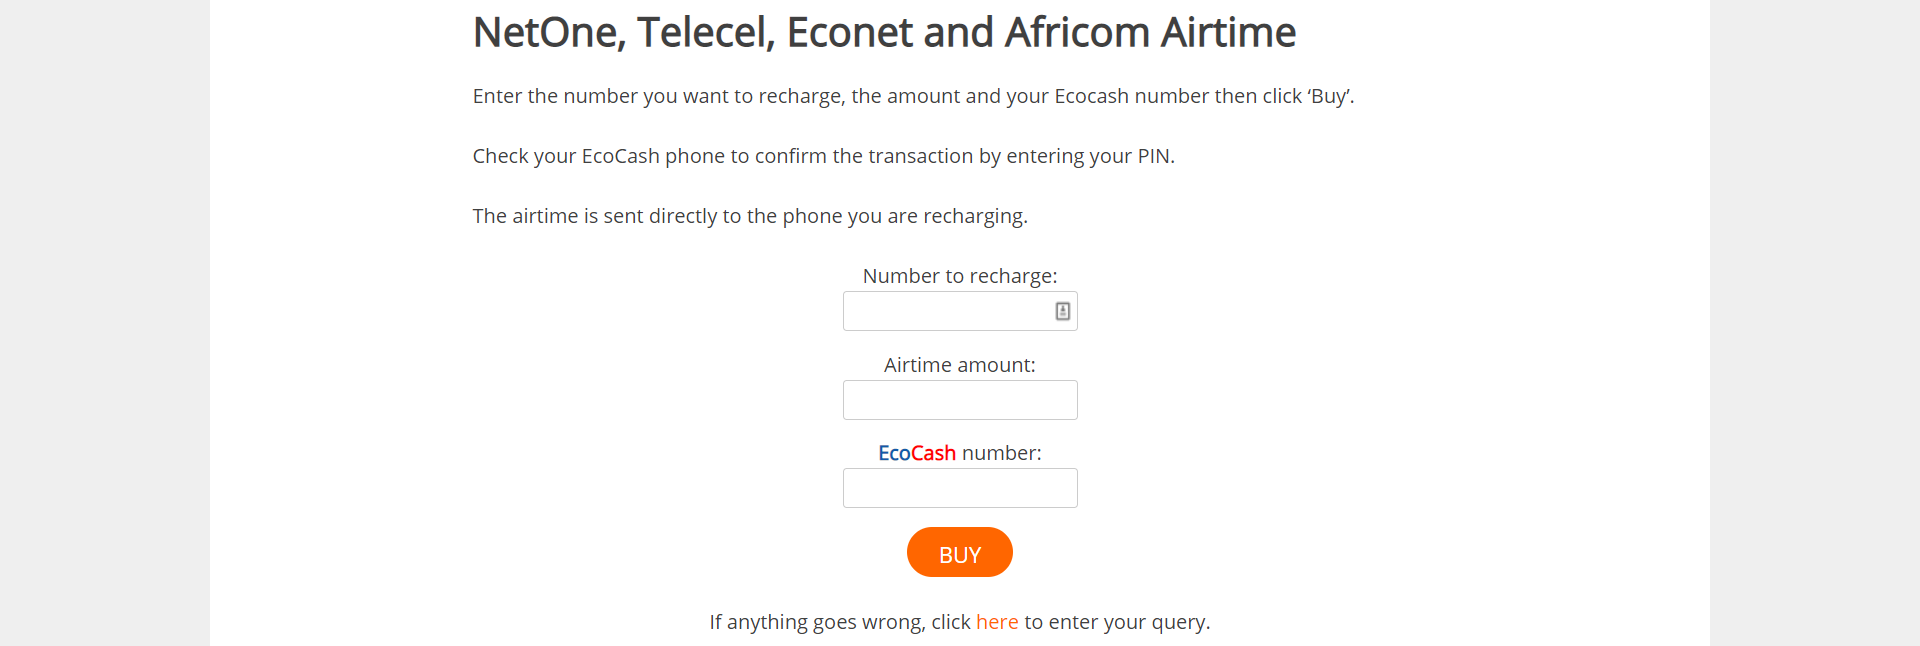 NetOne, Telecel, Econet and Africom Airtime
Enter the number you want to recharge, the amount and your Ecocash number then click ‘Buy’.
Check your EcoCash phone to confirm the transaction by entering your PIN.
The airtime is sent directly to the phone you are recharging.
Number to recharge:
Airtime amount:
EcoCash number:
BUY
If anything goes wrong, click here to enter your query.